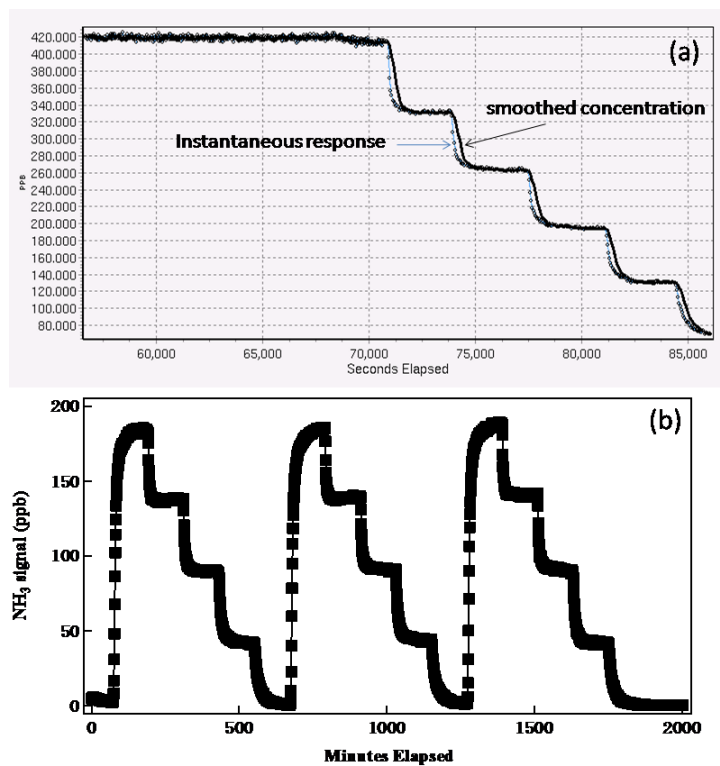 (a)
420.000
400.000
380.000
360.000
340.000
320.000
300.000
280.000
260.000
240.000
220.000
200.000
180.000
160.000
140.000
120.000
100.000
80.000
PPB
smoothed concentration
Instantaneous response
60,000 65,000 70,000 75,000 80,000 85,000
Seconds Elapsed
(b)
200
150
100
50
0
NH3 signal (ppb)
0 500 1000 1500 2000
Minutes Elapsed